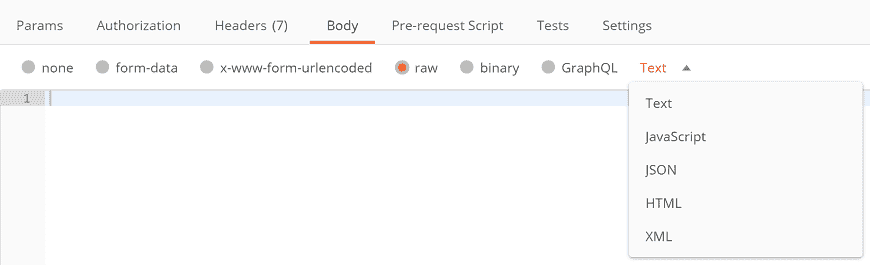 Params Authorization Headers (7) Body Pre-request Script Tests Settings
none form-data x-www-form-urlencoded raw binary GraphQL Text
1
Text
JavaScript
JSON
HTML
XML